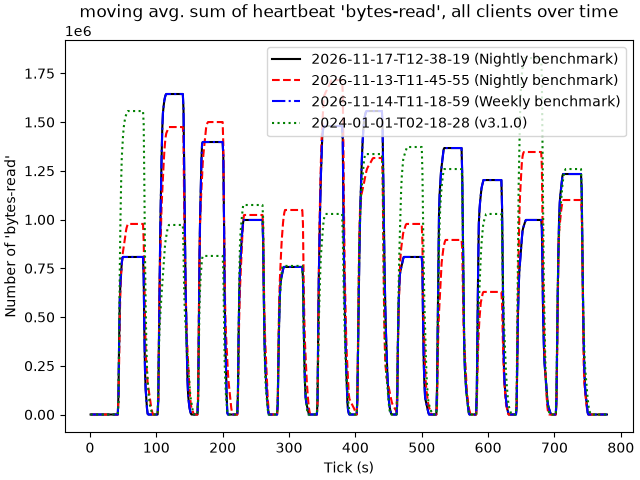 moving avg. sum of heartbeat 'bytes-read', all clients over time
1e6
2026-11-17-T12-38-19 (Nightly benchmark)
2026-11-13-T11-45-55 (Nightly benchmark)
2026-11-14-T11-18-59 (Weekly benchmark)
2024-01-01-T02-18-28 (v3.1.0)
Number of 'bytes-read'
1.75
1.50
1.25
1.00
0.75
0.50
0.25
0.00
0 100 200 300 400 500 600 700 800
Tick (s)